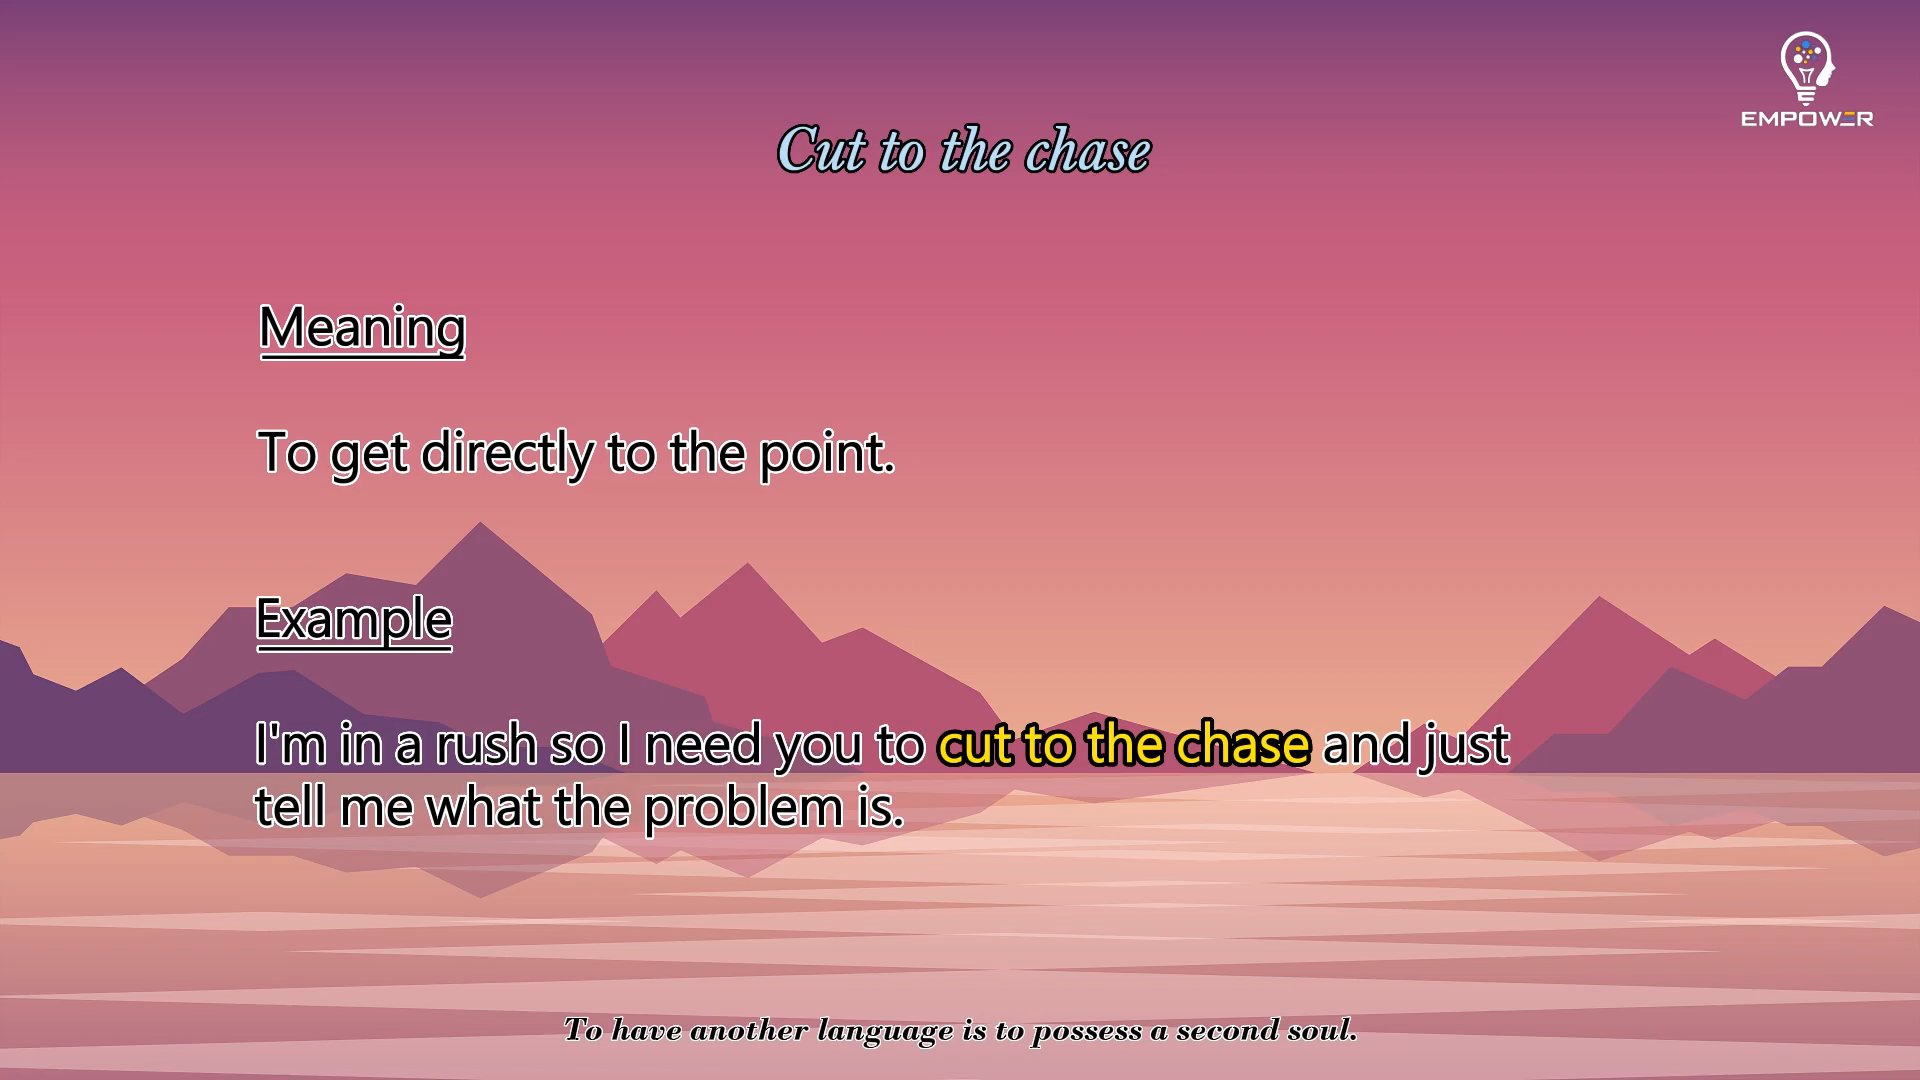 EMPOWER
Cut to the chase
Meaning
To get directly to the point.
Example
I'm in a rush so I need you to cut to the chase and just
tell me what the problem is.
To have another language is to possess a second soul.